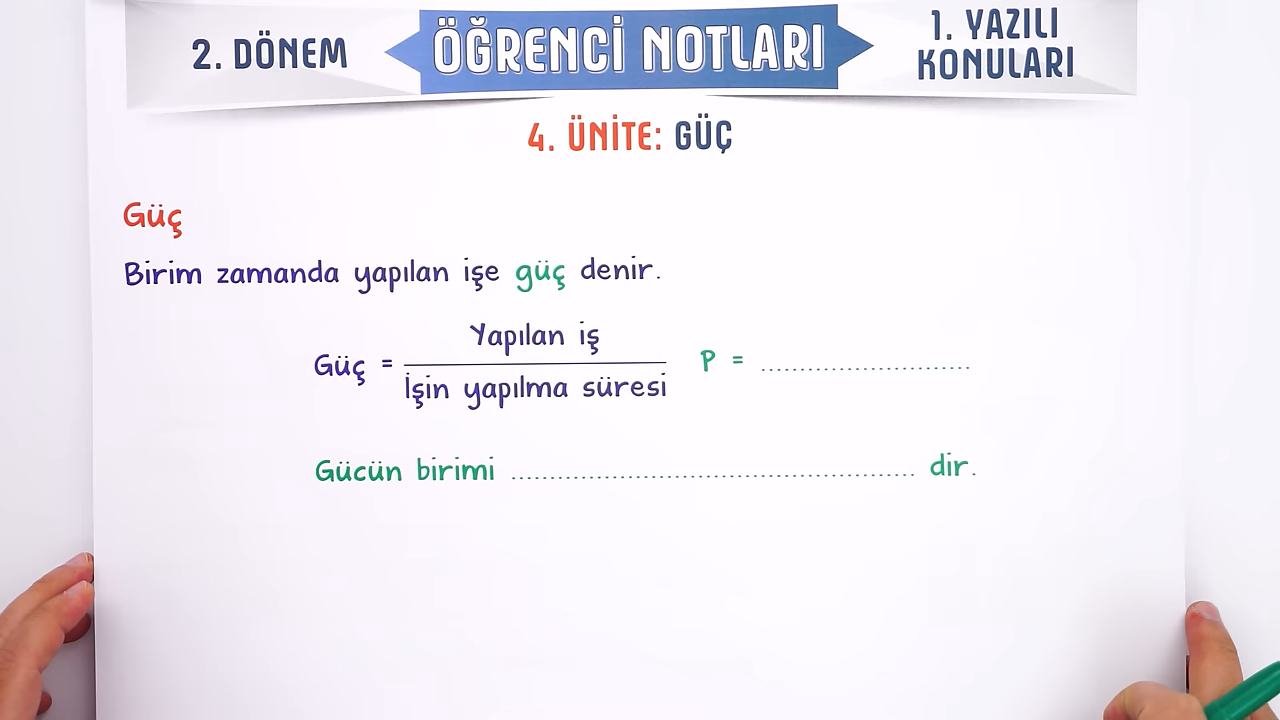 2. DÖNEM
ÖĞRENCİ NOTLARI
1. YAZILI
KONULARI
4. ÜNİTE: GÜÇ
Güç
Birim zamanda yapılan işe güç denir.
Güç = Yapılan iş
İşin yapılma süresi
P = ..........................
Gücün birimi .................................................. dir.